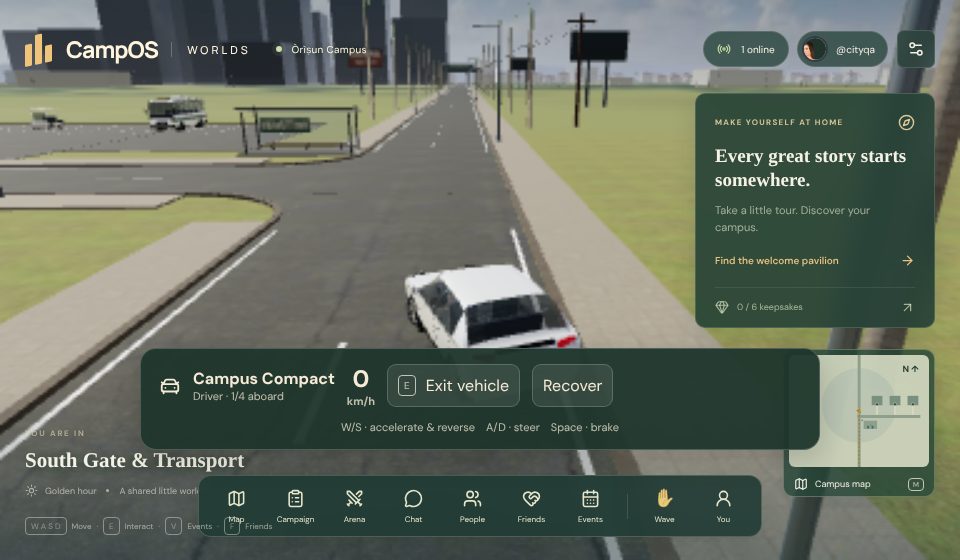 CampOS
WORLDS
Òrìsun Campus
1 online
@cityqa
MAKE YOURSELF AT HOME
Every great story starts
somewhere.
Take a little tour. Discover your
campus.
Find the welcome pavilion
0 / 6 keepsakes
Campus Compact
Driver · 1/4 aboard
0
km/h
E Exit vehicle
Recover
W/S · accelerate & reverse A/D · steer Space · brake
N
Campus map M
YOU ARE IN
South Gate & Transport
Golden hour • A shared little
WASD Move · E Interact · V Events · F Friends
Map
Campaign
Arena
Chat
People
Friends
Events
Wave
You